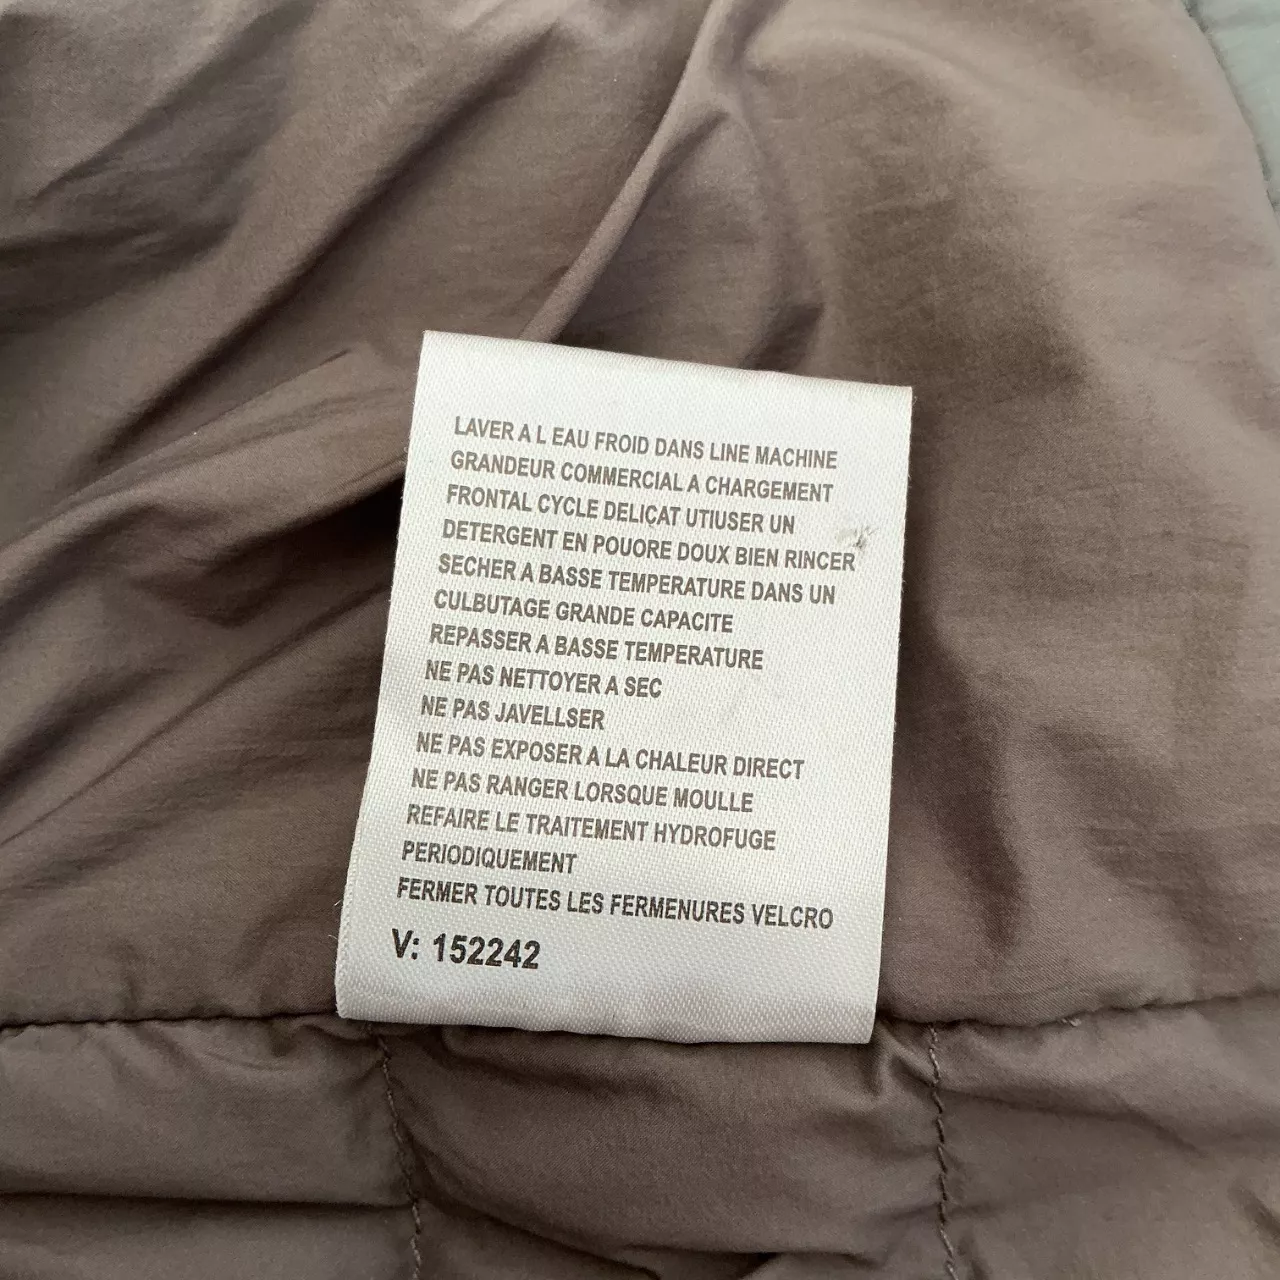 LAVER A L EAU FROID DANS LINE MACHINE
GRANDEUR COMMERCIAL A CHARGEMENT
FRONTAL CYCLE DELICAT UTIUSER UN
DETERGENT EN POUORE DOUX BIEN RINCER
SECHER A BASSE TEMPERATURE DANS UN
CULBUTAGE GRANDE CAPACITE
REPASSER A BASSE TEMPERATURE
NE PAS NETTOYER A SEC
NE PAS JAVELLSER
NE PAS EXPOSER A LA CHALEUR DIRECT
NE PAS RANGER LORSQUE MOULLE
REFAIRE LE TRAITEMENT HYDROFUGE
PERIODIQUEMENT
FERMER TOUTES LES FERMENURES VELCRO
V: 152242